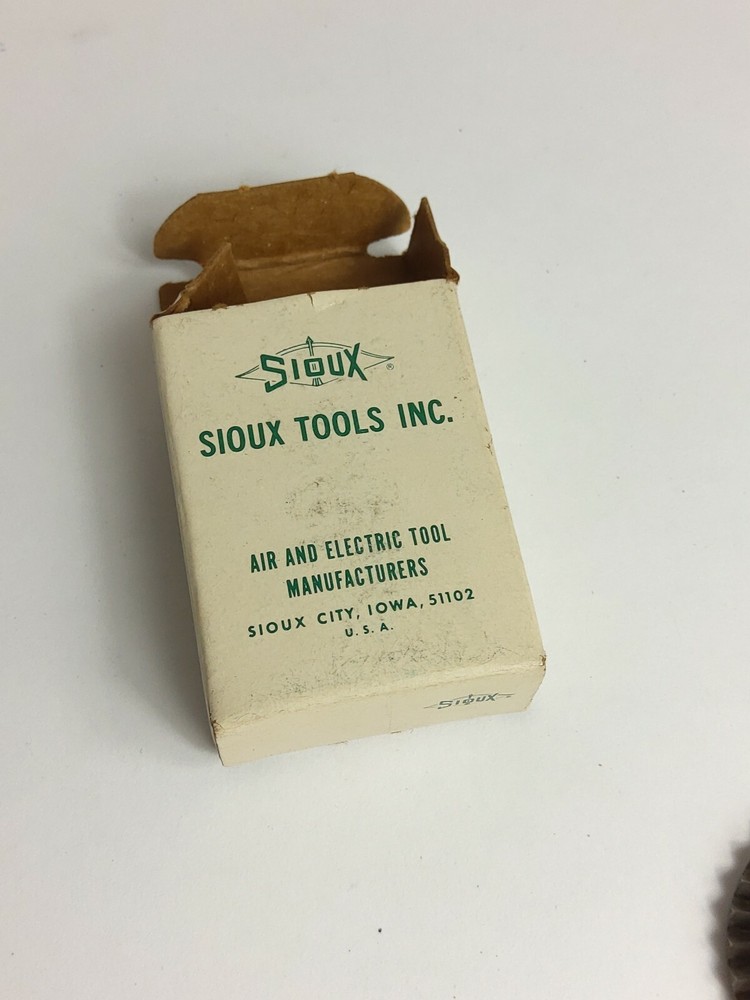 SIOUX
®
SIOUX TOOLS INC.
AIR AND ELECTRIC TOOL
MANUFACTURERS
SIOUX CITY, IOWA, 51102
U. S. A.
SIOUX